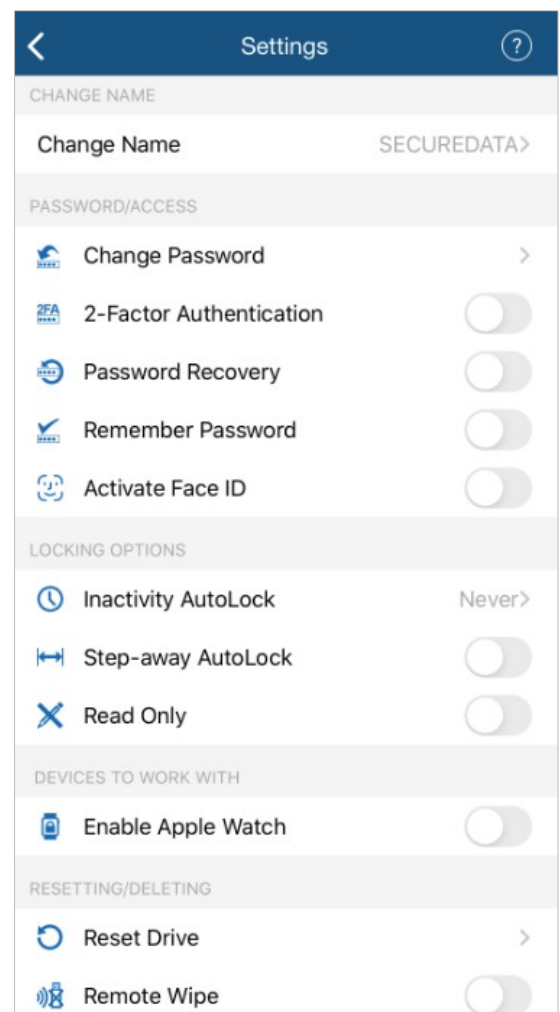 Settings
?
CHANGE NAME
Change Name SECUREDATA>
PASSWORD/ACCESS
Change Password >
2FA 2-Factor Authentication
Password Recovery
Remember Password
Activate Face ID
LOCKING OPTIONS
Inactivity AutoLock Never>
Step-away AutoLock
Read Only
DEVICES TO WORK WITH
Enable Apple Watch
RESETTING/DELETING
Reset Drive >
Remote Wipe